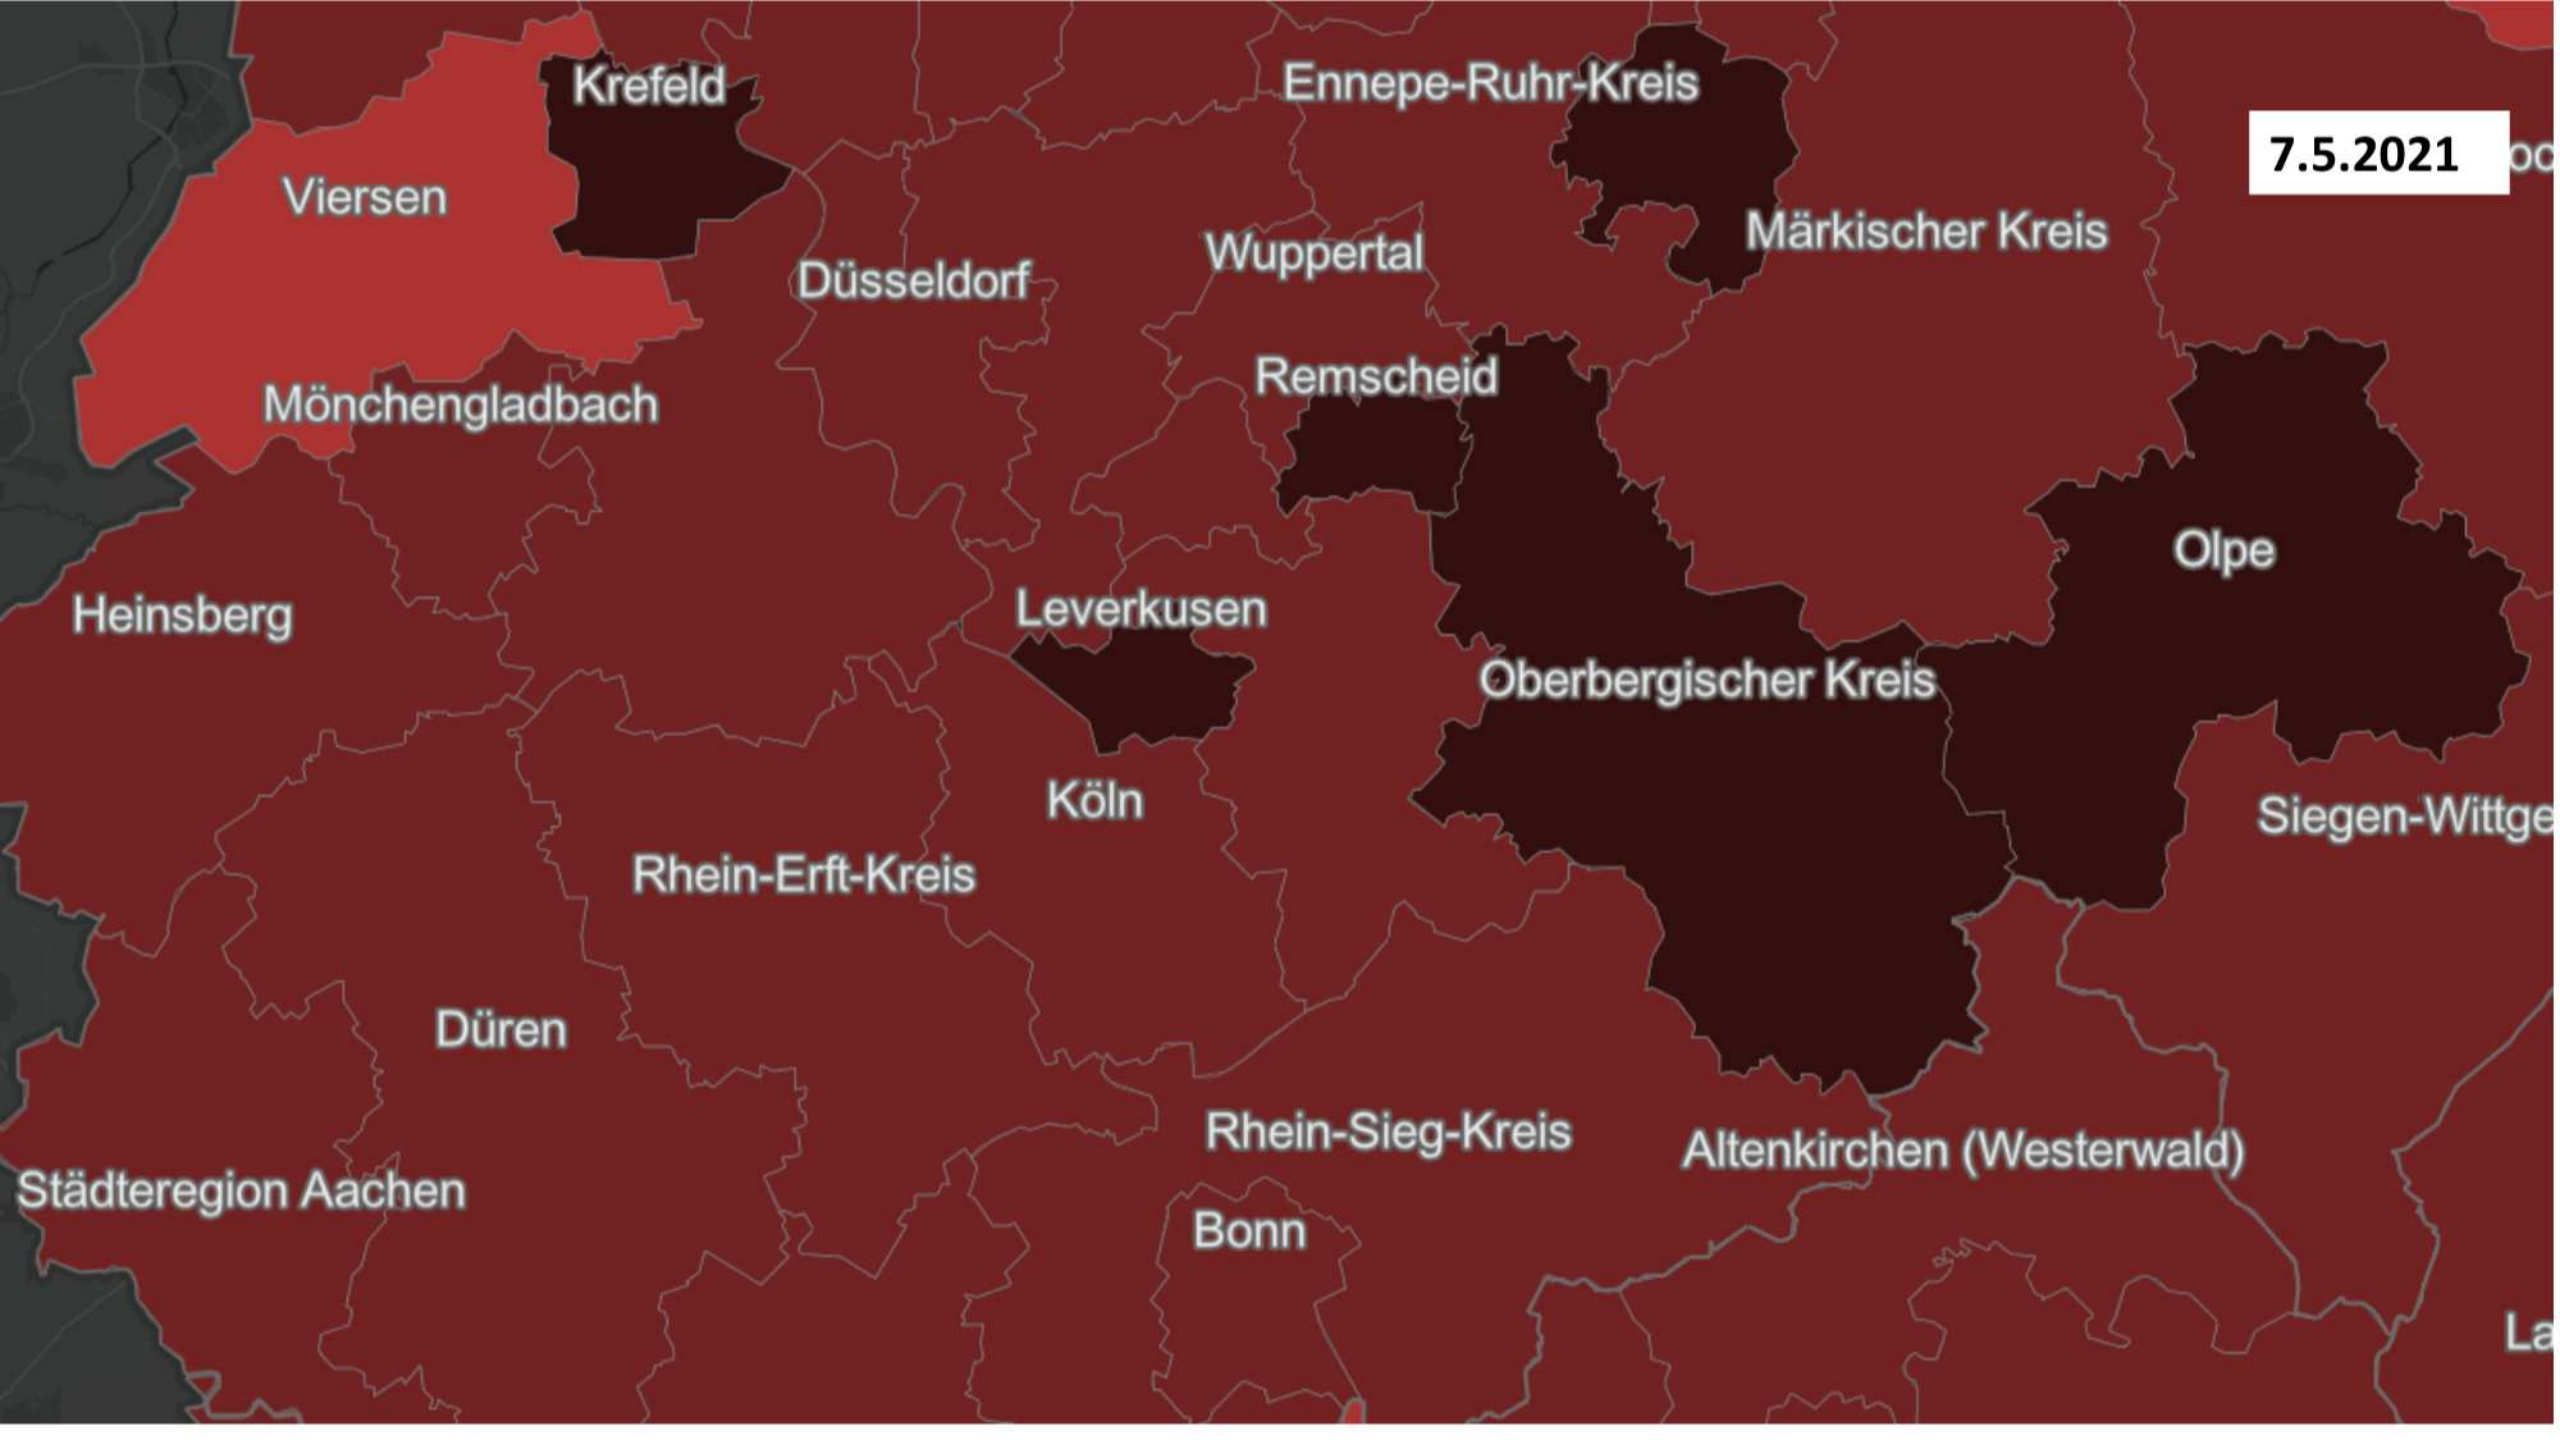 Krefeld
Ennepe-Ruhr-Kreis
7.5.2021
Viersen
Märkischer Kreis
Wuppertal
Düsseldorf
Remscheid
Mönchengladbach
Olpe
Leverkusen
Heinsberg
Oberbergischer Kreis
Köln
Siegen-Wittge
Rhein-Erft-Kreis
Düren
Rhein-Sieg-Kreis
Altenkirchen (Westerwald)
Städteregion Aachen
Bonn
La